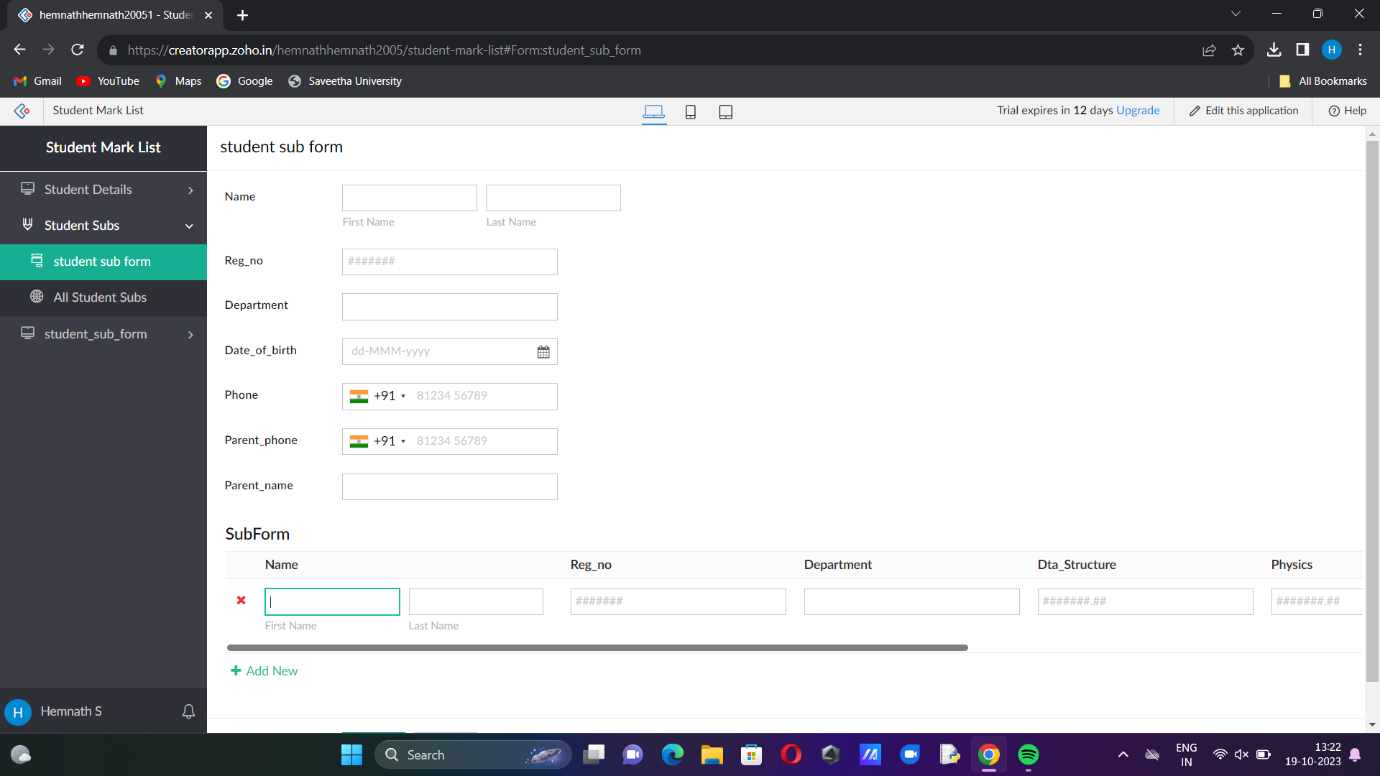 hemnathhemnath20051 - Stude
https://creatorapp.zoho.in/hemnathhemnath2005/student-mark-list#Form:student_sub_form
H
Gmail YouTube Maps Google Saveetha University All Bookmarks
Student Mark List
Trial expires in 12 days Upgrade Edit this application Help
Student Mark List
Student Details
Student Subs
student sub form
All Student Subs
student_sub_form
Hemnath S
H
student sub form
Name
First Name Last Name
Reg_no #######
Department
Date_of_birth dd-MMM-yyyy
Phone +91 81234 56789
Parent_phone +91 81234 56789
Parent_name
SubForm
Name Reg_no Department Dta_Structure Physics
####### #######.## #######.##
First Name Last Name
+ Add New
Search
ENG
IN
13:22
19-10-2023